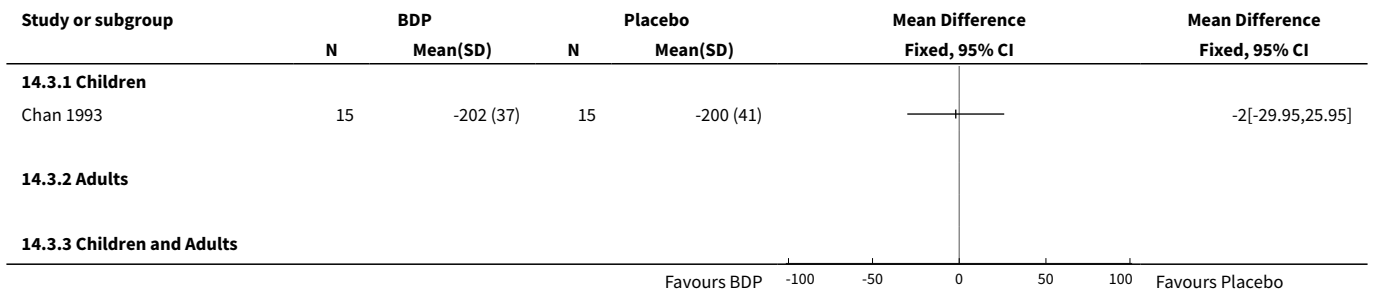 Study or subgroup BDP Placebo Mean Difference Mean Difference
N Mean(SD) N Mean(SD) Fixed, 95% CI Fixed, 95% CI
14.3.1 Children
Chan 1993 15 -202 (37) 15 -200 (41) -2[-29.95,25.95]
14.3.2 Adults
14.3.3 Children and Adults
Favours BDP -100 -50 0 50 100 Favours Placebo